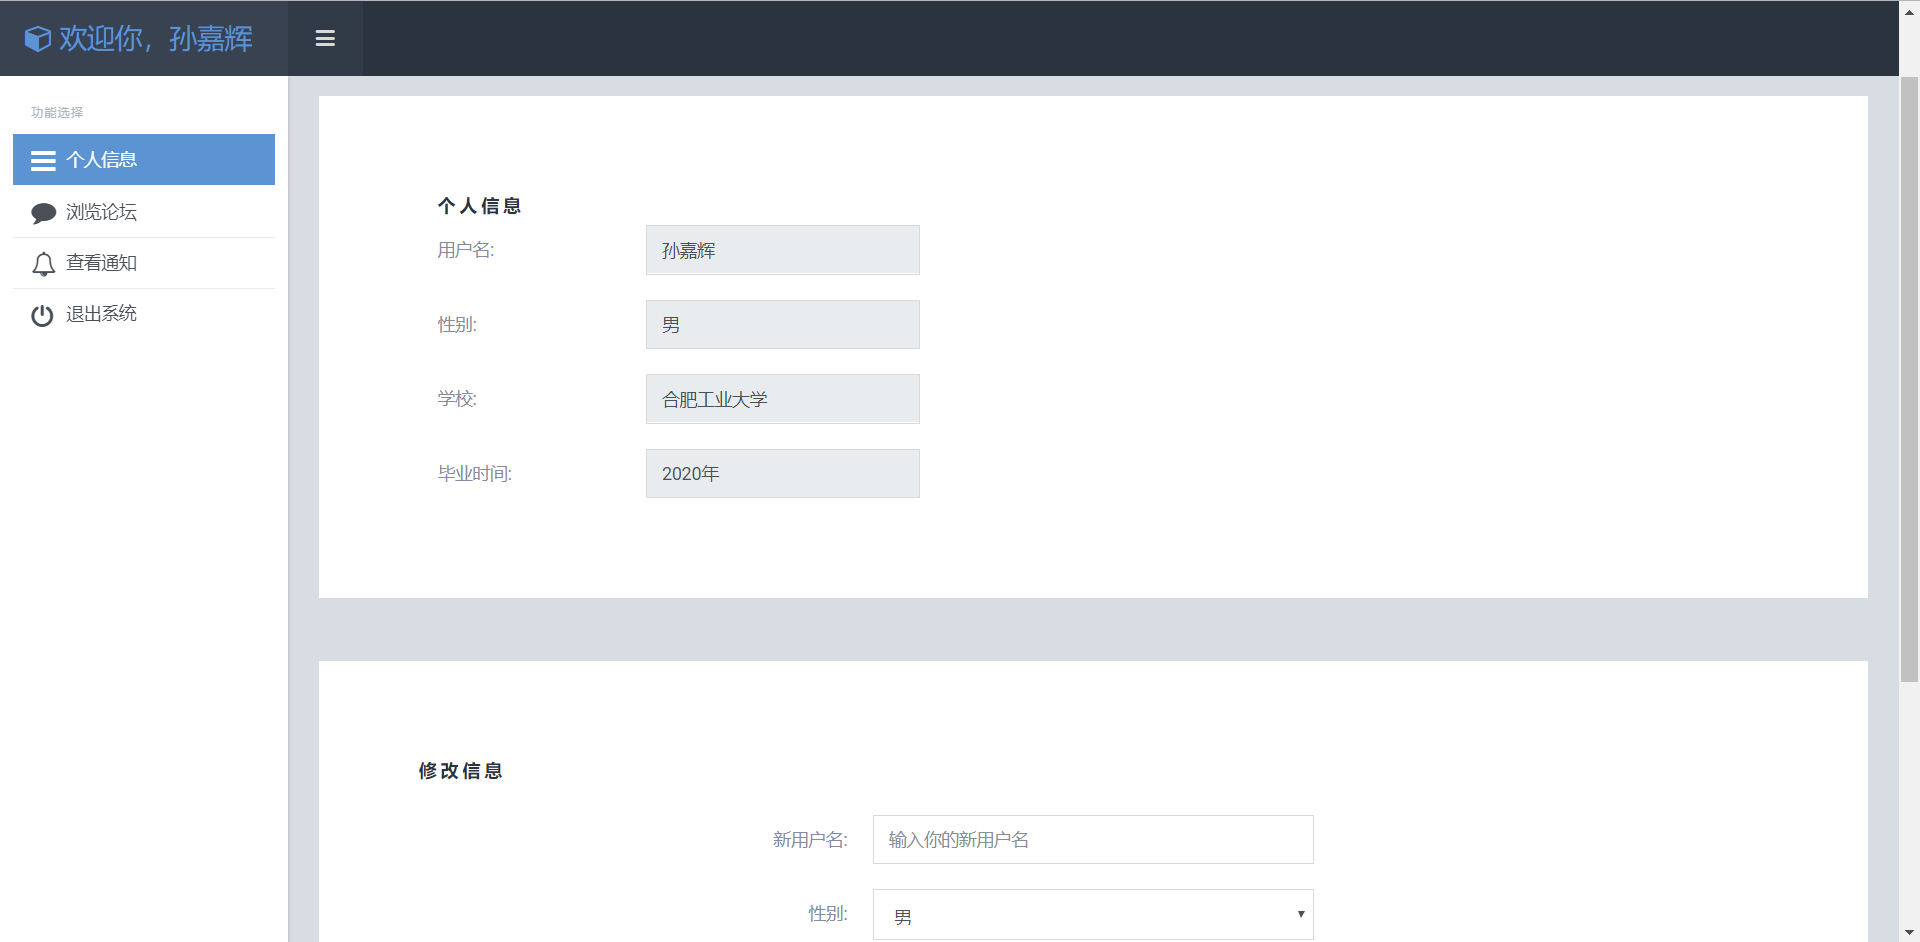 欢迎你，孙嘉辉
功能选择
个人信息
浏览论坛
查看通知
退出系统
个人信息
用户名: 孙嘉辉
性别: 男
学校: 合肥工业大学
毕业时间: 2020年
修改信息
新用户名: 输入你的新用户名
性别: 男